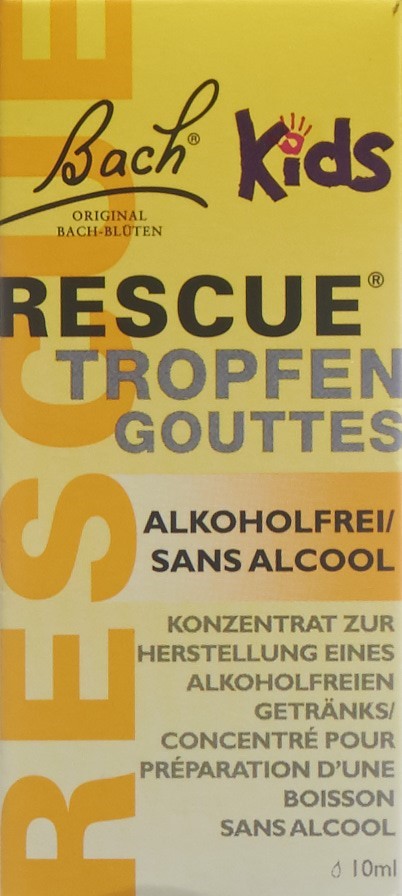 RESCUE
Bach®
Kids
ORIGINAL
BACH-BLÜTEN
RESCUE®
TROPFEN
GOUTTES
ALKOHOLFREI/
SANS ALCOOL
KONZENTRAT ZUR
HERSTELLUNG EINES
ALKOHOLFREIEN
GETRÄNKS/
CONCENTRÉ POUR
PRÉPARATION D'UNE
BOISSON
SANS ALCOOL
10ml